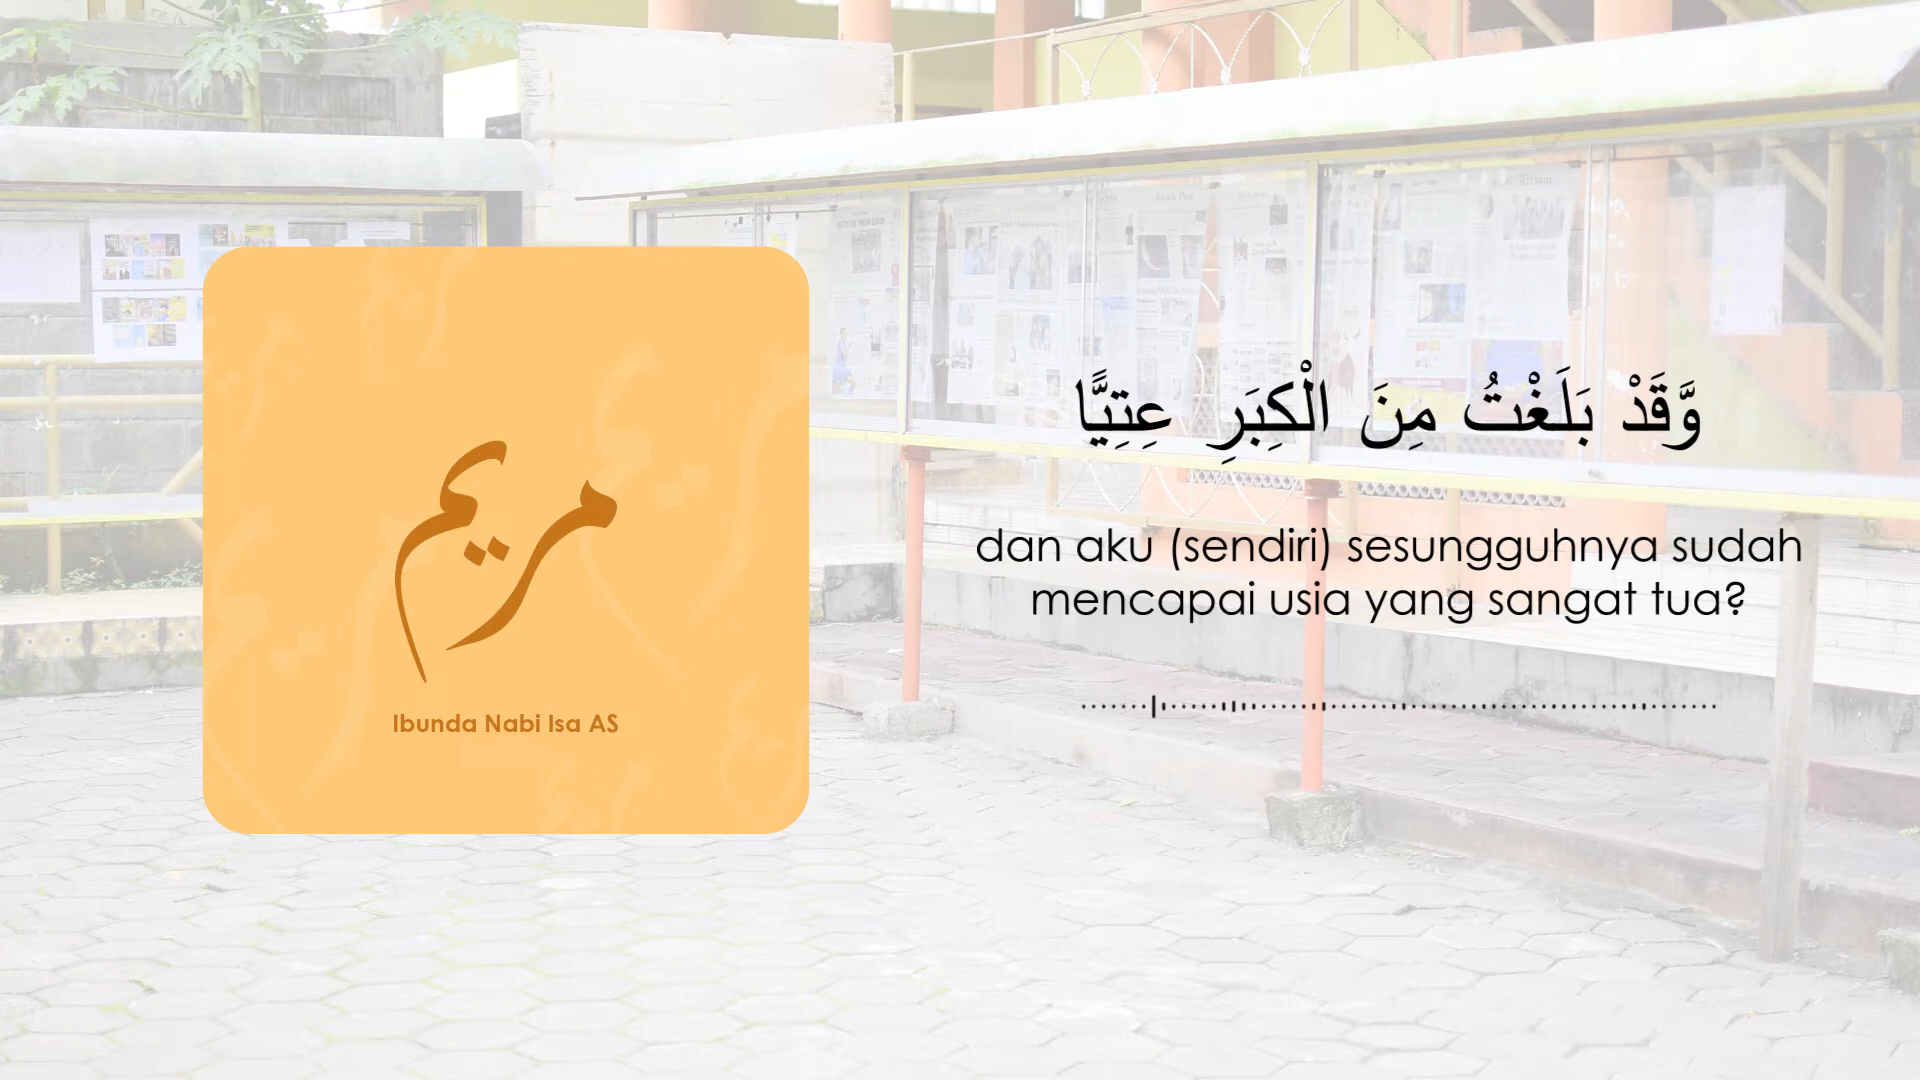 مريم
Ibunda Nabi Isa AS
وَّقَدْ بَلَغْتُ مِنَ الْكِبَرِ عِتِيًّا
dan aku (sendiri) sesungguhnya sudah
mencapai usia yang sangat tua?